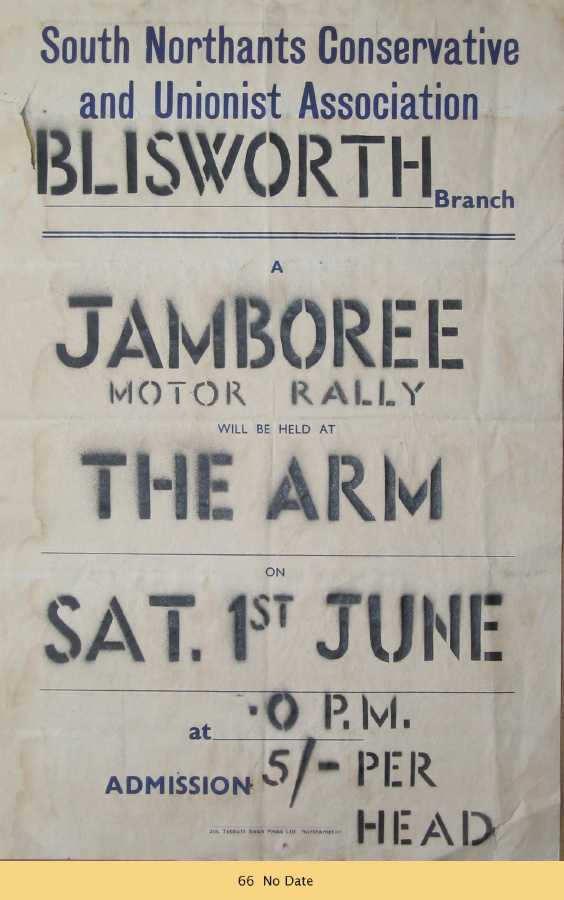 South Northants Conservative
and Unionist Association
BLISWORTH Branch
A
JAMBOREE
MOTOR RALLY
WILL BE HELD AT
THE ARM
ON
SAT. 1ST JUNE
at ·0 P.M.
ADMISSION 5/- PER
HEAD
Jos. Tebbutt Swan Press Ltd. Northampton
66 No Date